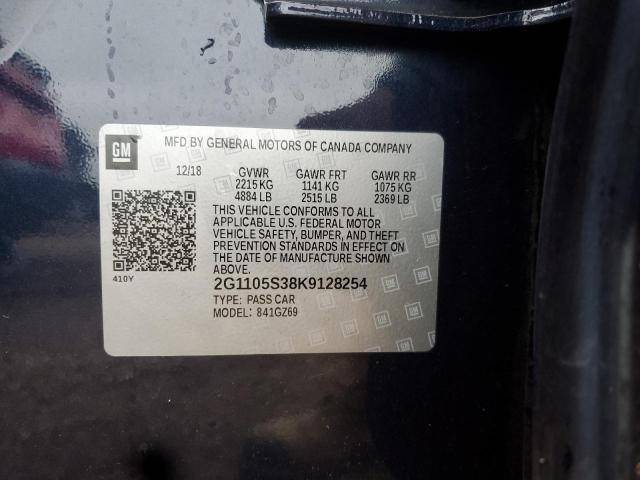 GM
MFD BY GENERAL MOTORS OF CANADA COMPANY
12/18 GVWR GAWR FRT GAWR RR
2215 KG 1141 KG 1075 KG
4884 LB 2515 LB 2369 LB
THIS VEHICLE CONFORMS TO ALL
APPLICABLE U.S. FEDERAL MOTOR
VEHICLE SAFETY, BUMPER, AND THEFT
PREVENTION STANDARDS IN EFFECT ON
THE DATE OF MANUFACTURE SHOWN
ABOVE.
410Y
2G1105S38K9128254
TYPE: PASS CAR
MODEL: 841GZ69